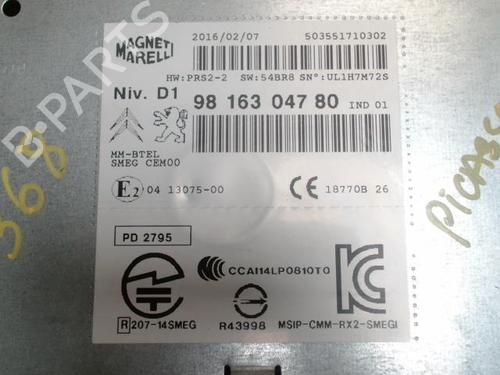 MAGNETI
MARELLI
2016/02/07
503551710302
HW:PRS2-2 SW:54BR8 SN°:UL1H7M72S
Niv. D1
98 163 047 80 IND 01
MM-BTEL
SMEG CEM00
E2 04 13075-00
CE 18770B 26
PD 2795
CCAI14LP0810T0
R 207-14SMEG
R43998
MSIP-CMM-RX2-SMEGI
368
PICASSO
B-PARTS